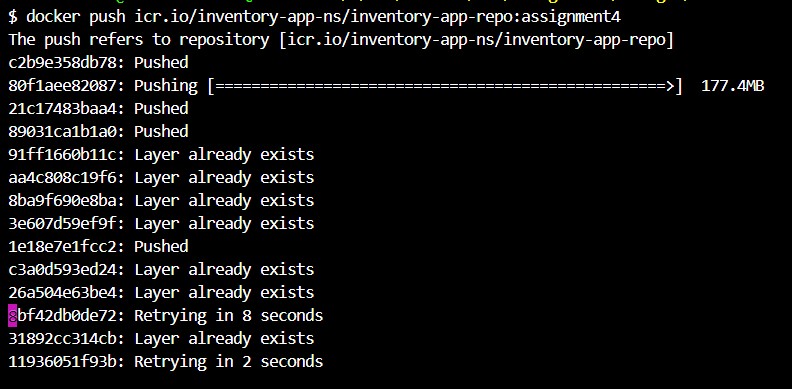 $ docker push icr.io/inventory-app-ns/inventory-app-repo:assignment4
The push refers to repository [icr.io/inventory-app-ns/inventory-app-repo]
c2b9e358db78: Pushed
80f1aee82087: Pushing [==================================================>]  177.4MB
21c17483baa4: Pushed
89031ca1b1a0: Pushed
91ff1660b11c: Layer already exists
aa4c808c19f6: Layer already exists
8ba9f690e8ba: Layer already exists
3e607d59ef9f: Layer already exists
1e18e7e1fcc2: Pushed
c3a0d593ed24: Layer already exists
26a504e63be4: Layer already exists
8bf42db0de72: Retrying in 8 seconds
31892cc314cb: Layer already exists
11936051f93b: Retrying in 2 seconds